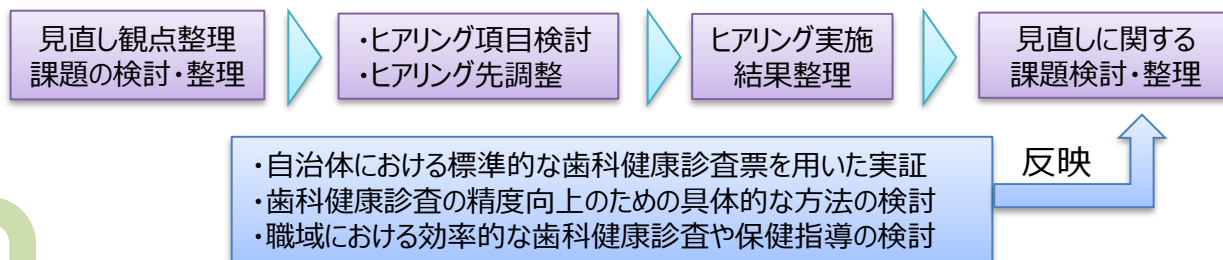 見直し観点整理
課題の検討・整理
・ヒアリング項目検討
・ヒアリング先調整
ヒアリング実施
結果整理
見直しに関する
課題検討・整理
・自治体における標準的な歯科健康診査票を用いた実証
・歯科健康診査の精度向上のための具体的な方法の検討
・職域における効率的な歯科健康診査や保健指導の検討
反映